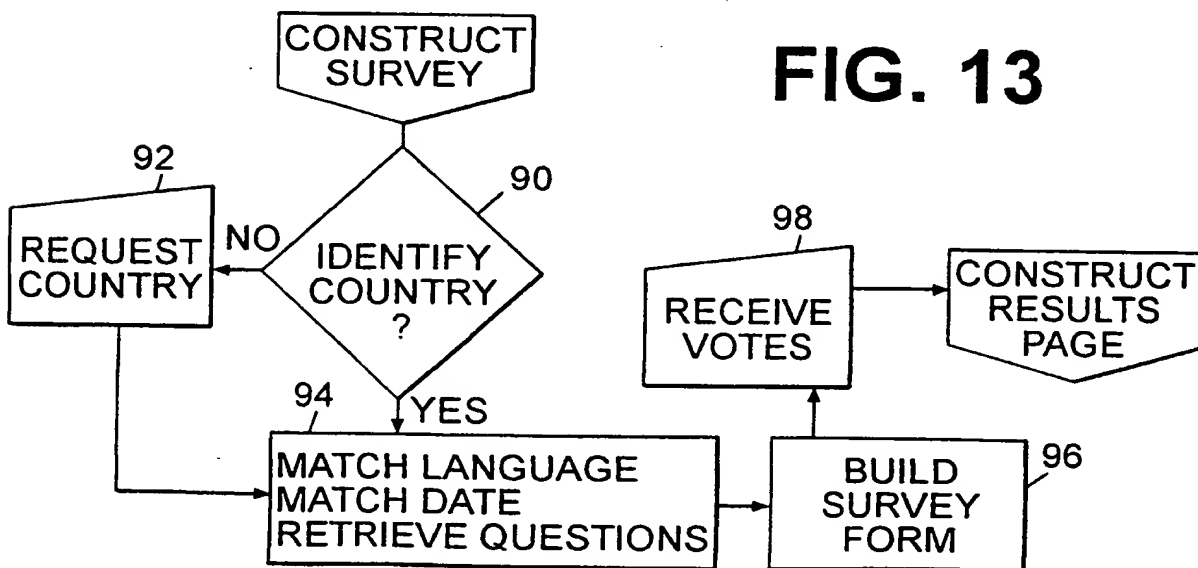 CONSTRUCT
SURVEY
FIG. 13
92
90
REQUEST
COUNTRY
NO
IDENTIFY
COUNTRY
?
YES
94
MATCH LANGUAGE
MATCH DATE
RETRIEVE QUESTIONS
98
RECEIVE
VOTES
CONSTRUCT
RESULTS
PAGE
BUILD
SURVEY
FORM
96